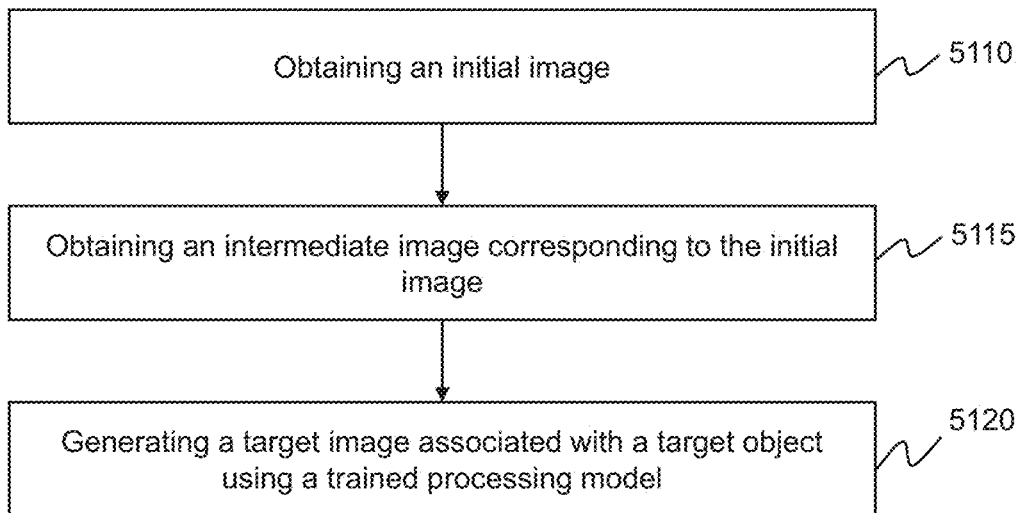 Obtaining an initial image
5110
Obtaining an intermediate image corresponding to the initial
image
5115
Generating a target image associated with a target object
using a trained processing model
5120